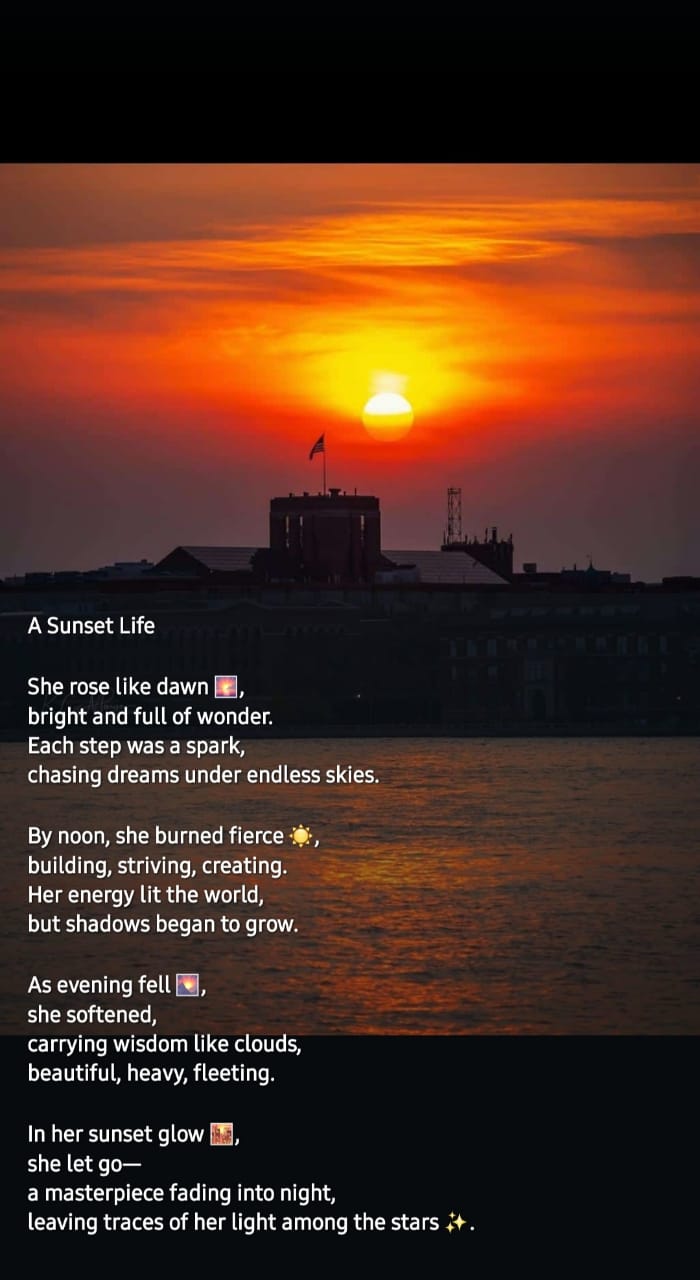 A Sunset Life
She rose like dawn 🌅,
bright and full of wonder.
Each step was a spark,
chasing dreams under endless skies.
By noon, she burned fierce ☀️,
building, striving, creating.
Her energy lit the world,
but shadows began to grow.
As evening fell 🌄,
she softened,
carrying wisdom like clouds,
beautiful, heavy, fleeting.
In her sunset glow 🌇,
she let go—
a masterpiece fading into night,
leaving traces of her light among the stars ✨.